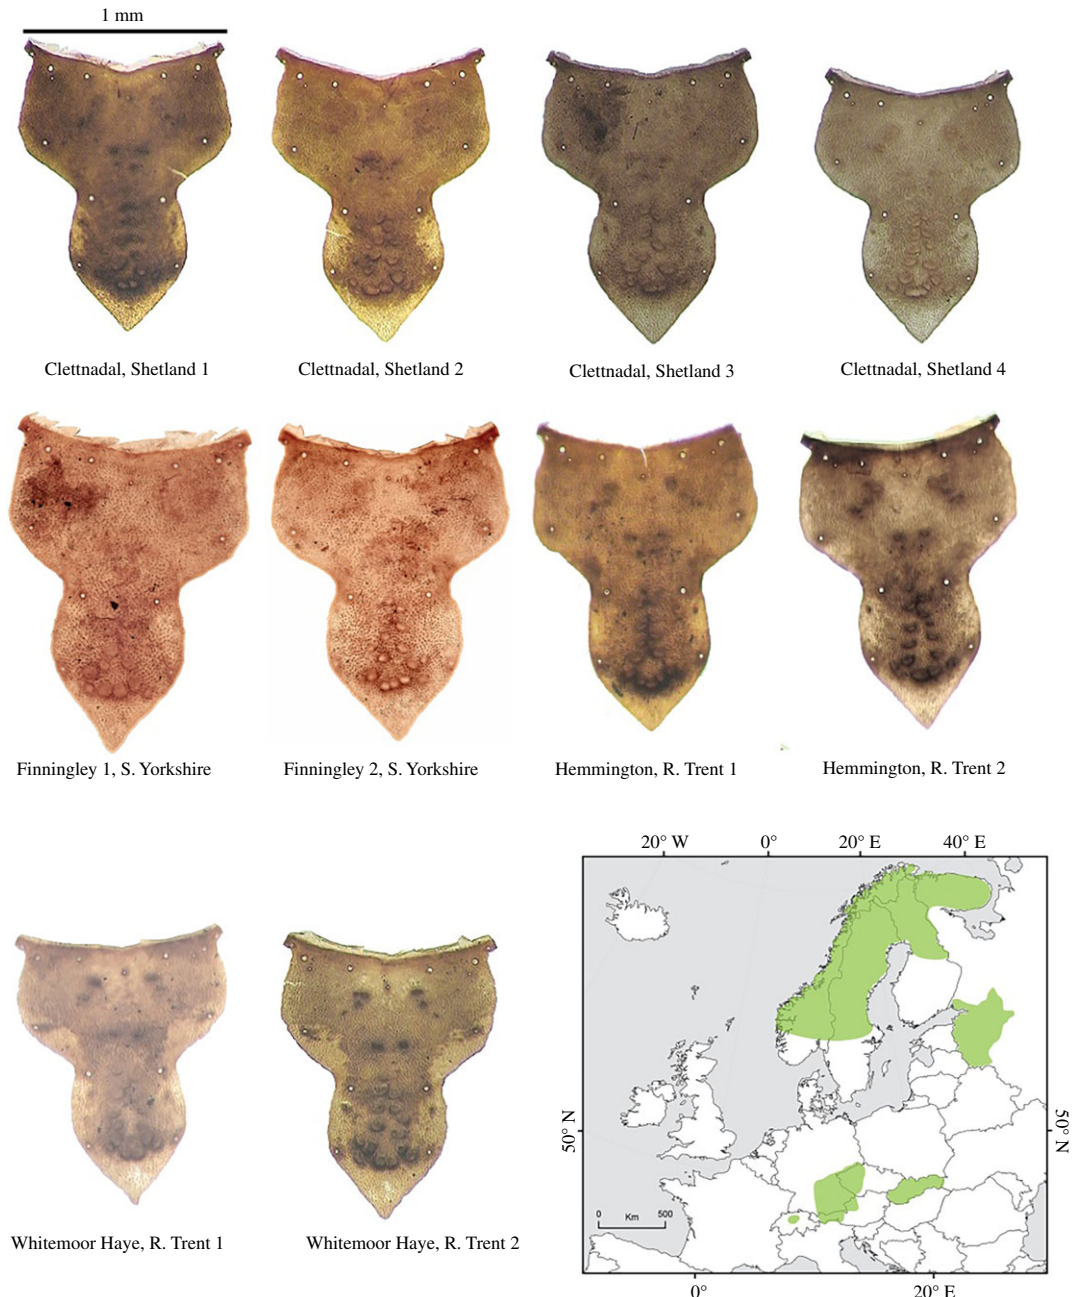 1 mm
Clettnadal, Shetland 1
Clettnadal, Shetland 2
Clettnadal, Shetland 3
Clettnadal, Shetland 4
Finningley 1, S. Yorkshire
Finningley 2, S. Yorkshire
Hemmington, R. Trent 1
Hemmington, R. Trent 2
20° W
0°
20° E
40° E
50° N
50° N
0 Km 500
0°
20° E
Whitemoor Haye, R. Trent 1
Whitemoor Haye, R. Trent 2